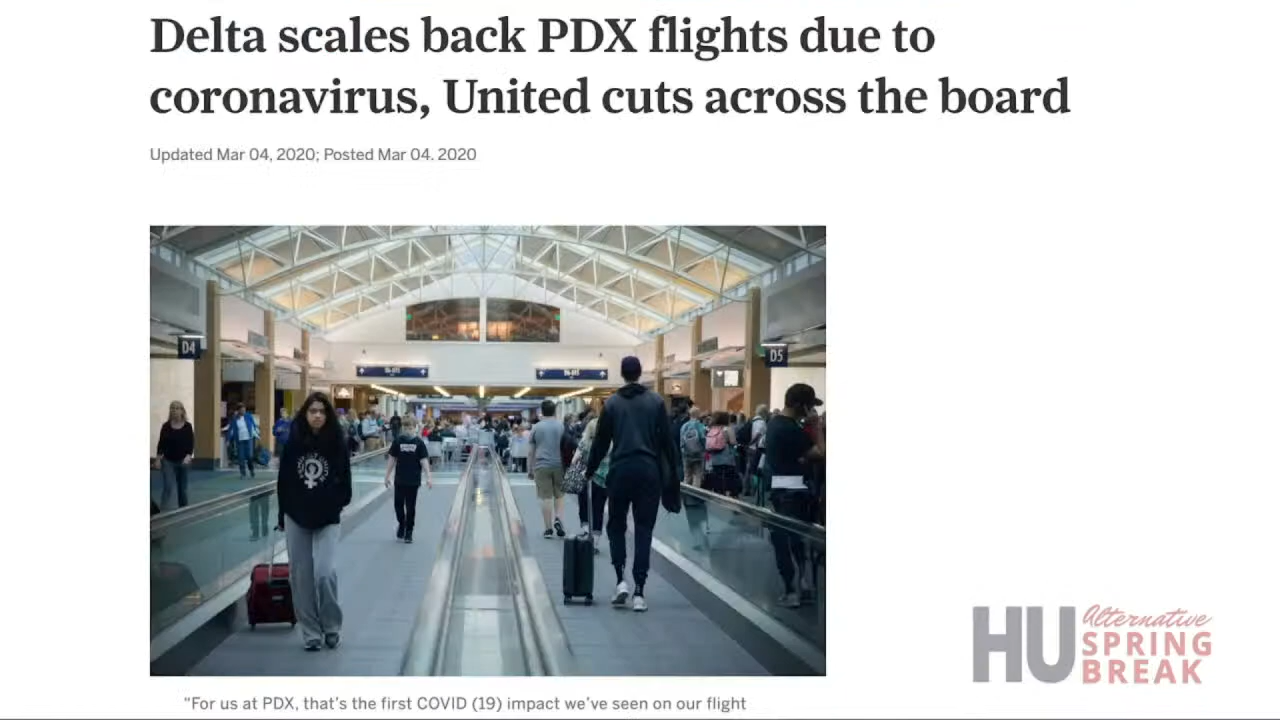 Delta scales back PDX flights due to
coronavirus, United cuts across the board
Updated Mar 04, 2020; Posted Mar 04. 2020
D4
D5
“For us at PDX, that’s the first COVID (19) impact we’ve seen on our flight
HU Alternative
SPRING
BREAK